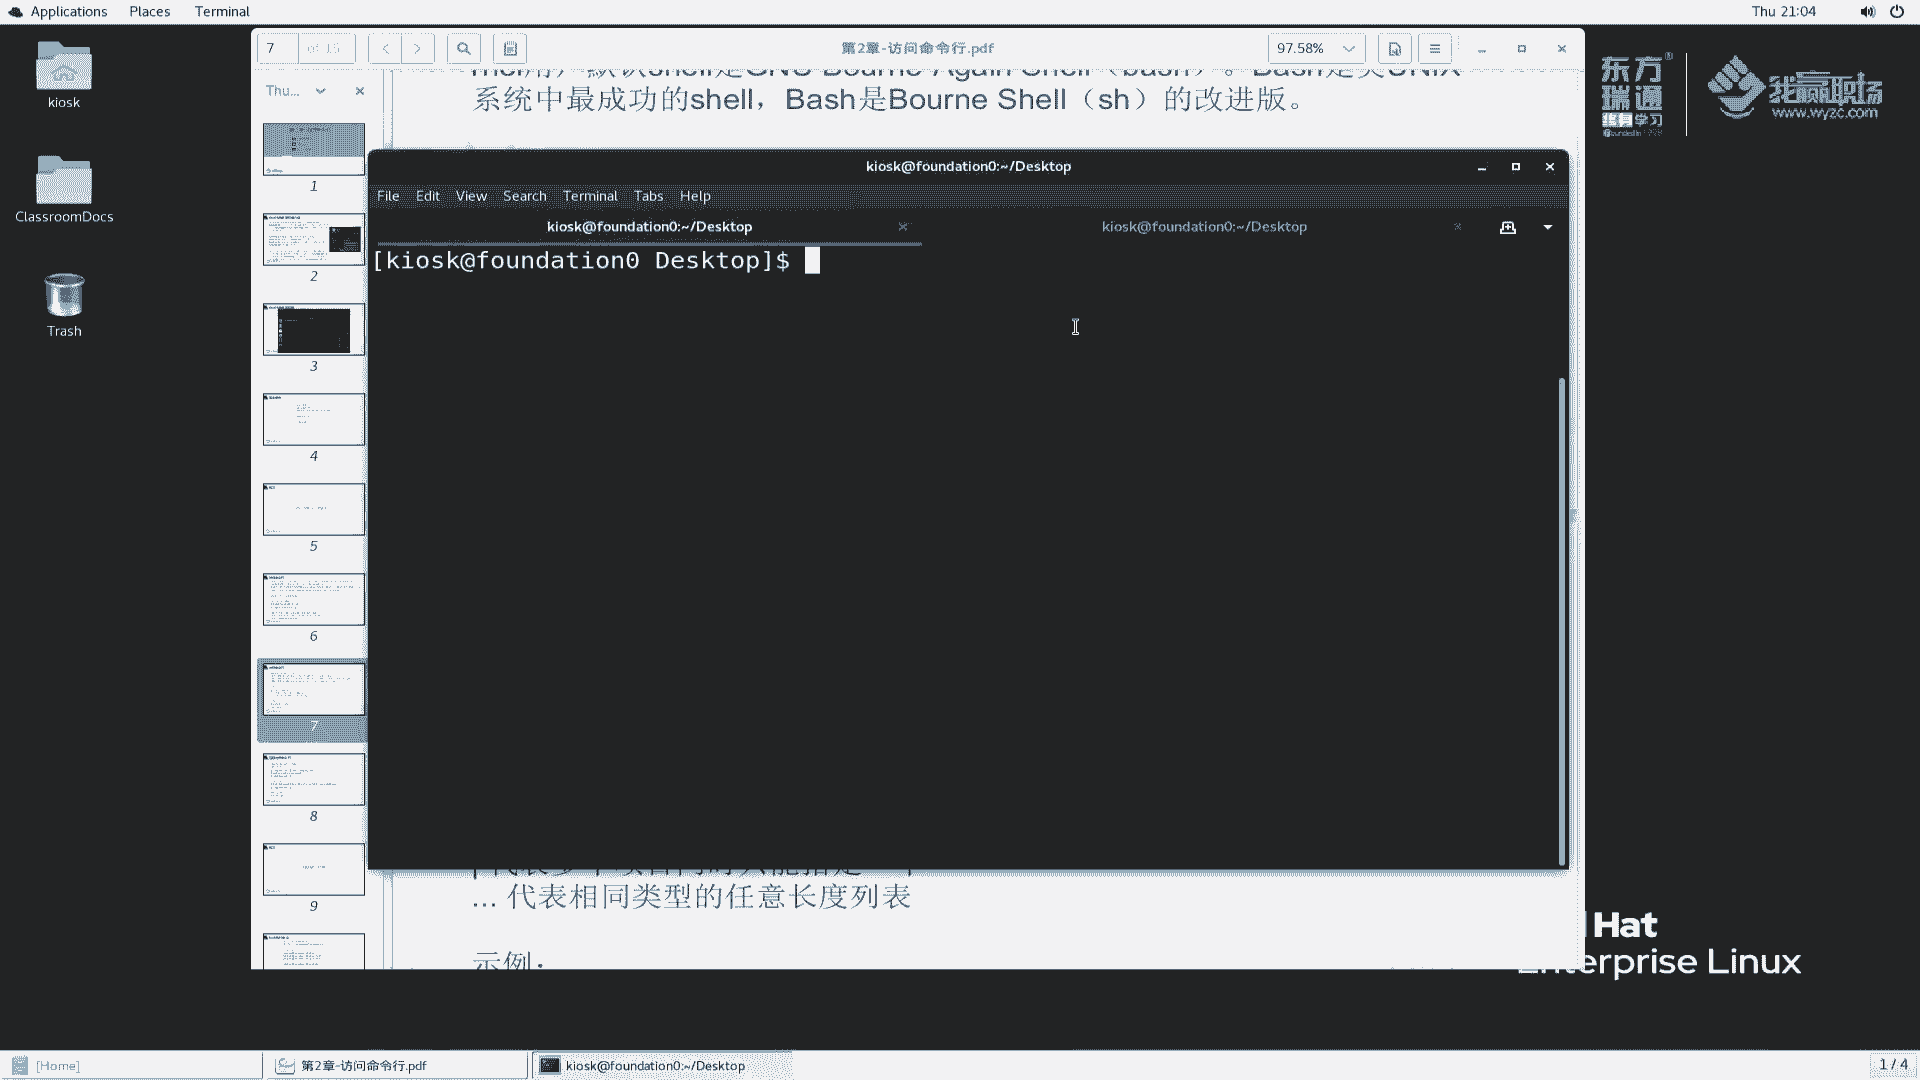 Applications Places Terminal
Thu 21:04
kiosk
ClassroomDocs
Trash
7 of 15
第2章-访问命令行.pdf
97.58%
Thu...
1
2
3
4
5
6
7
8
9
系统中最成功的shell，Bash是Bourne Shell（sh）的改进版。
kiosk@foundation0:~/Desktop
File Edit View Search Terminal Tabs Help
kiosk@foundation0:~/Desktop
kiosk@foundation0:~/Desktop
[kiosk@foundation0 Desktop]$
... 代表相同类型的任意长度列表
示例：
东方
瑞通
终身学习
我赢职场
www.wyzc.com
Hat
Enterprise Linux
[Home]
第2章-访问命令行.pdf
kiosk@foundation0:~/Desktop
1 / 4